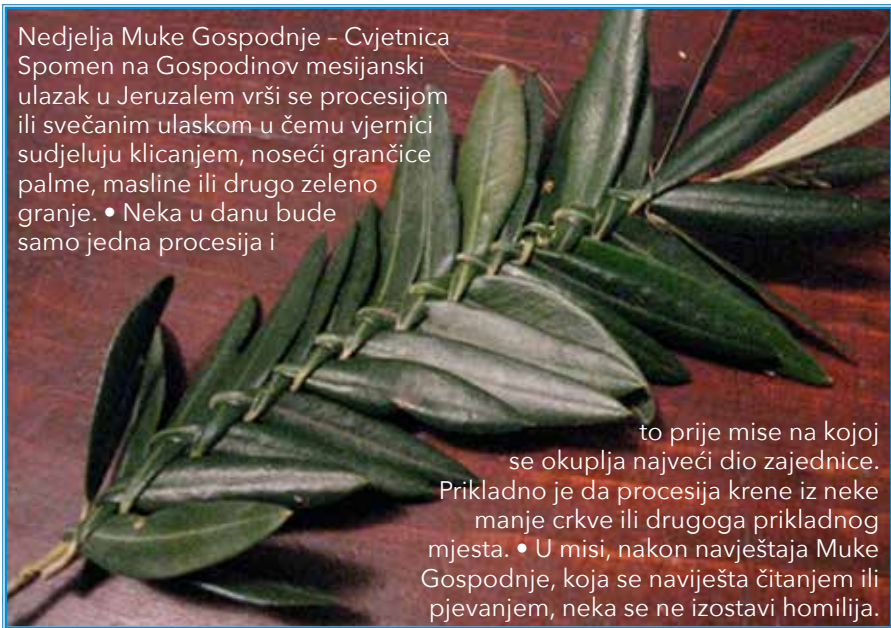 Nedjelja Muke Gospodnje – Cvjetnica
Spomen na Gospodinov mesijanski
ulazak u Jeruzalem vrši se procesijom
ili svečanim ulaskom u čemu vjernici
sudjeluju klicanjem, noseći grančice
palme, masline ili drugo zeleno
granje. • Neka u danu bude
samo jedna procesija i
to prije mise na kojoj
se okuplja najveći dio zajednice.
Prikladno je da procesija krene iz neke
manje crkve ili drugoga prikladnog
mjesta. • U misi, nakon navještaja Muke
Gospodnje, koja se naviješta čitanjem ili
pjevanjem, neka se ne izostavi homilija.